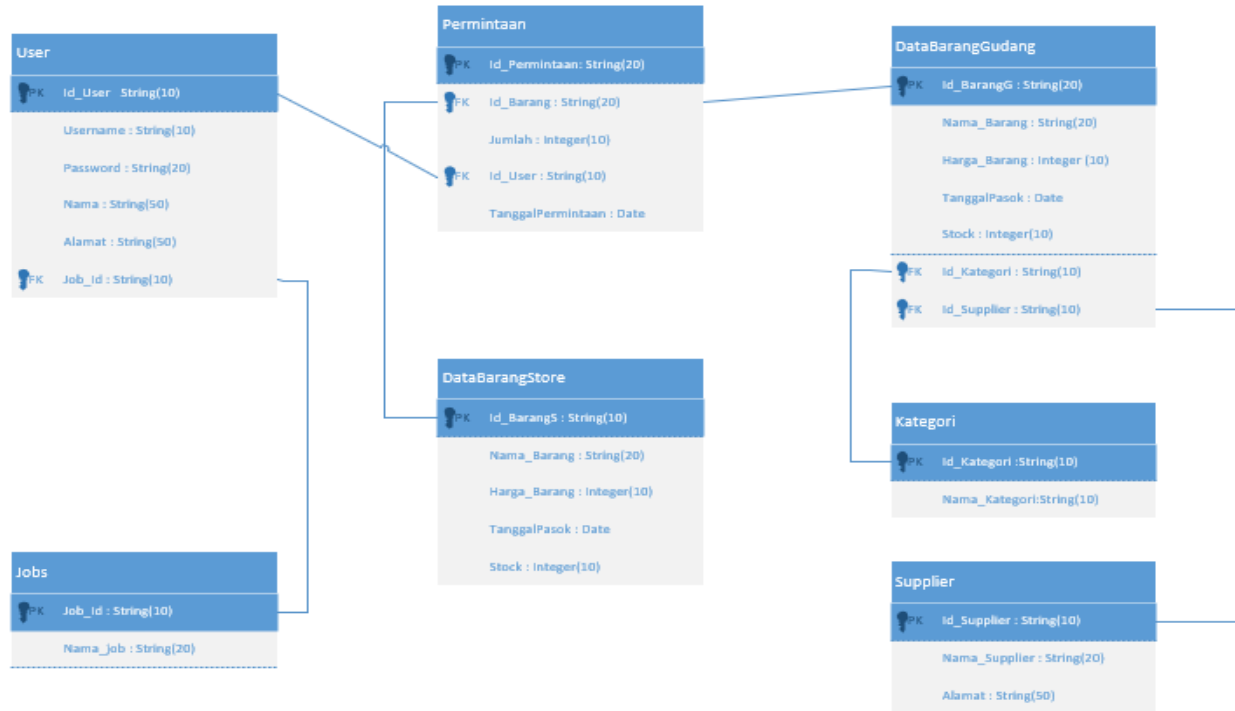 User
PK Id_User String(10)
Username : String(10)
Password : String(20)
Nama : String(50)
Alamat : String(50)
FK Job_Id : String(10)
Permintaan
PK Id_Permintaan: String(20)
FK Id_Barang : String(20)
Jumlah : Integer(10)
FK Id_User : String(10)
TanggalPermintaan : Date
DataBarangGudang
PK Id_BarangG : String(20)
Nama_Barang : String(20)
Harga_Barang : Integer (10)
TanggalPasok : Date
Stock : Integer(10)
FK Id_Kategori : String(10)
FK Id_Supplier : String(10)
DataBarangStore
PK Id_BarangS : String(10)
Nama_Barang : String(20)
Harga_Barang : Integer(10)
TanggalPasok : Date
Stock : Integer(10)
Kategori
PK Id_Kategori :String(10)
Nama_Kategori:String(10)
Jobs
PK Job_Id : String(10)
Nama_Job : String(20)
Supplier
PK Id_Supplier : String(10)
Nama_Supplier : String(20)
Alamat : String(50)